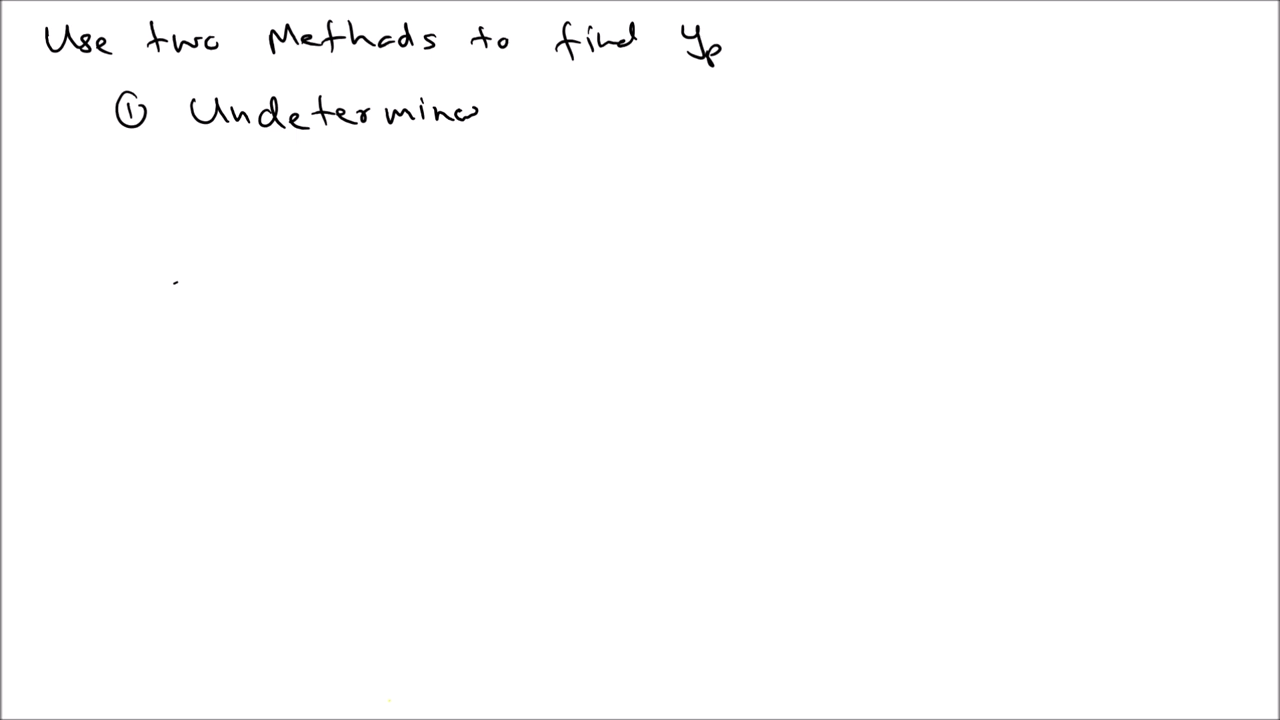 Use two Methods to find yp
① Undetermine